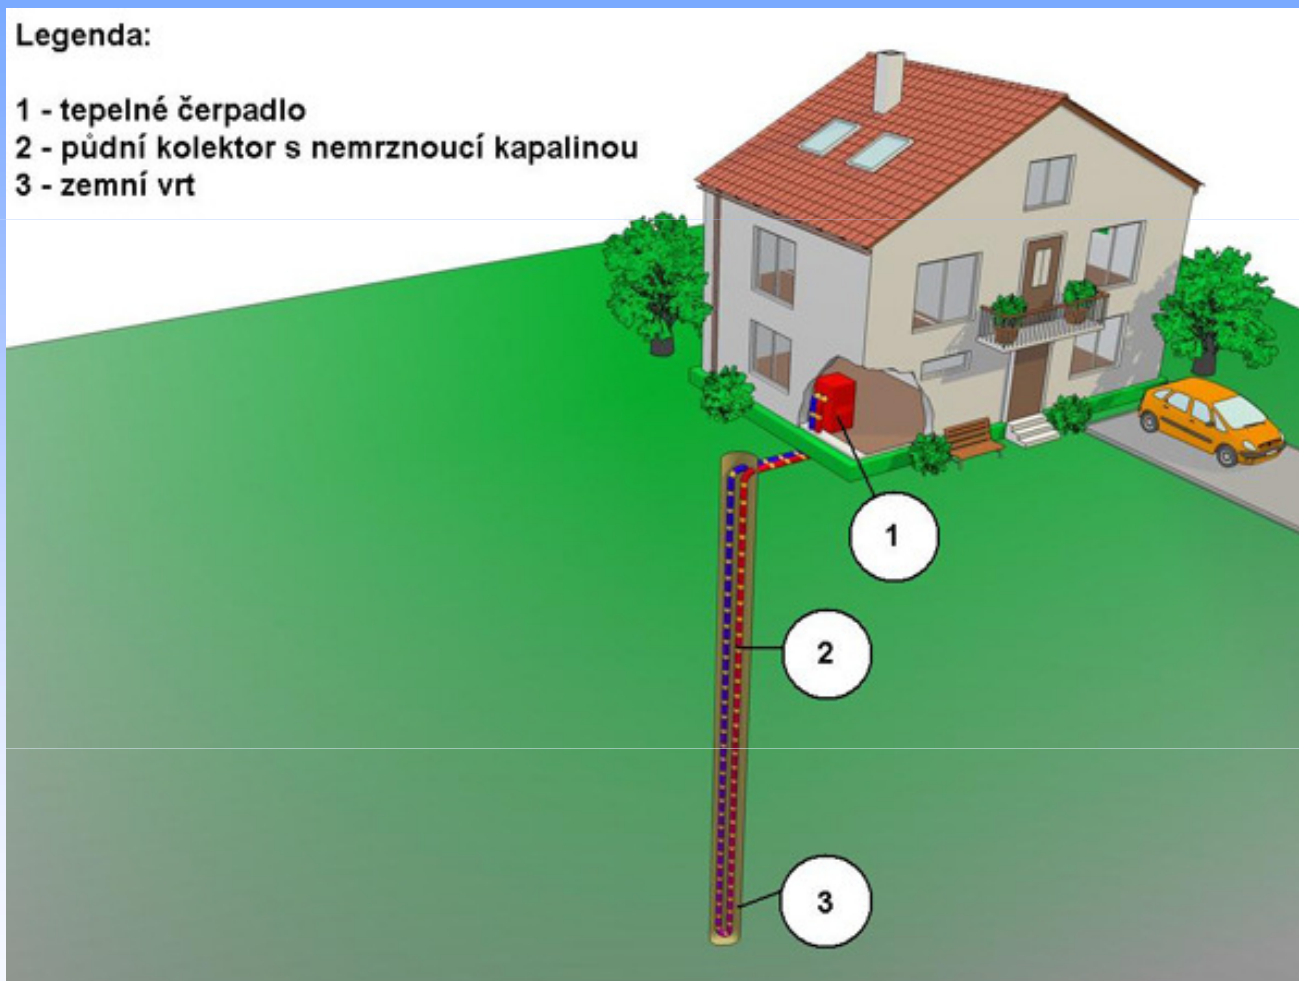 Legenda:
1 - tepelné čerpadlo
2 - půdní kolektor s nemrznoucí kapalinou
3 - zemní vrt
1
2
3